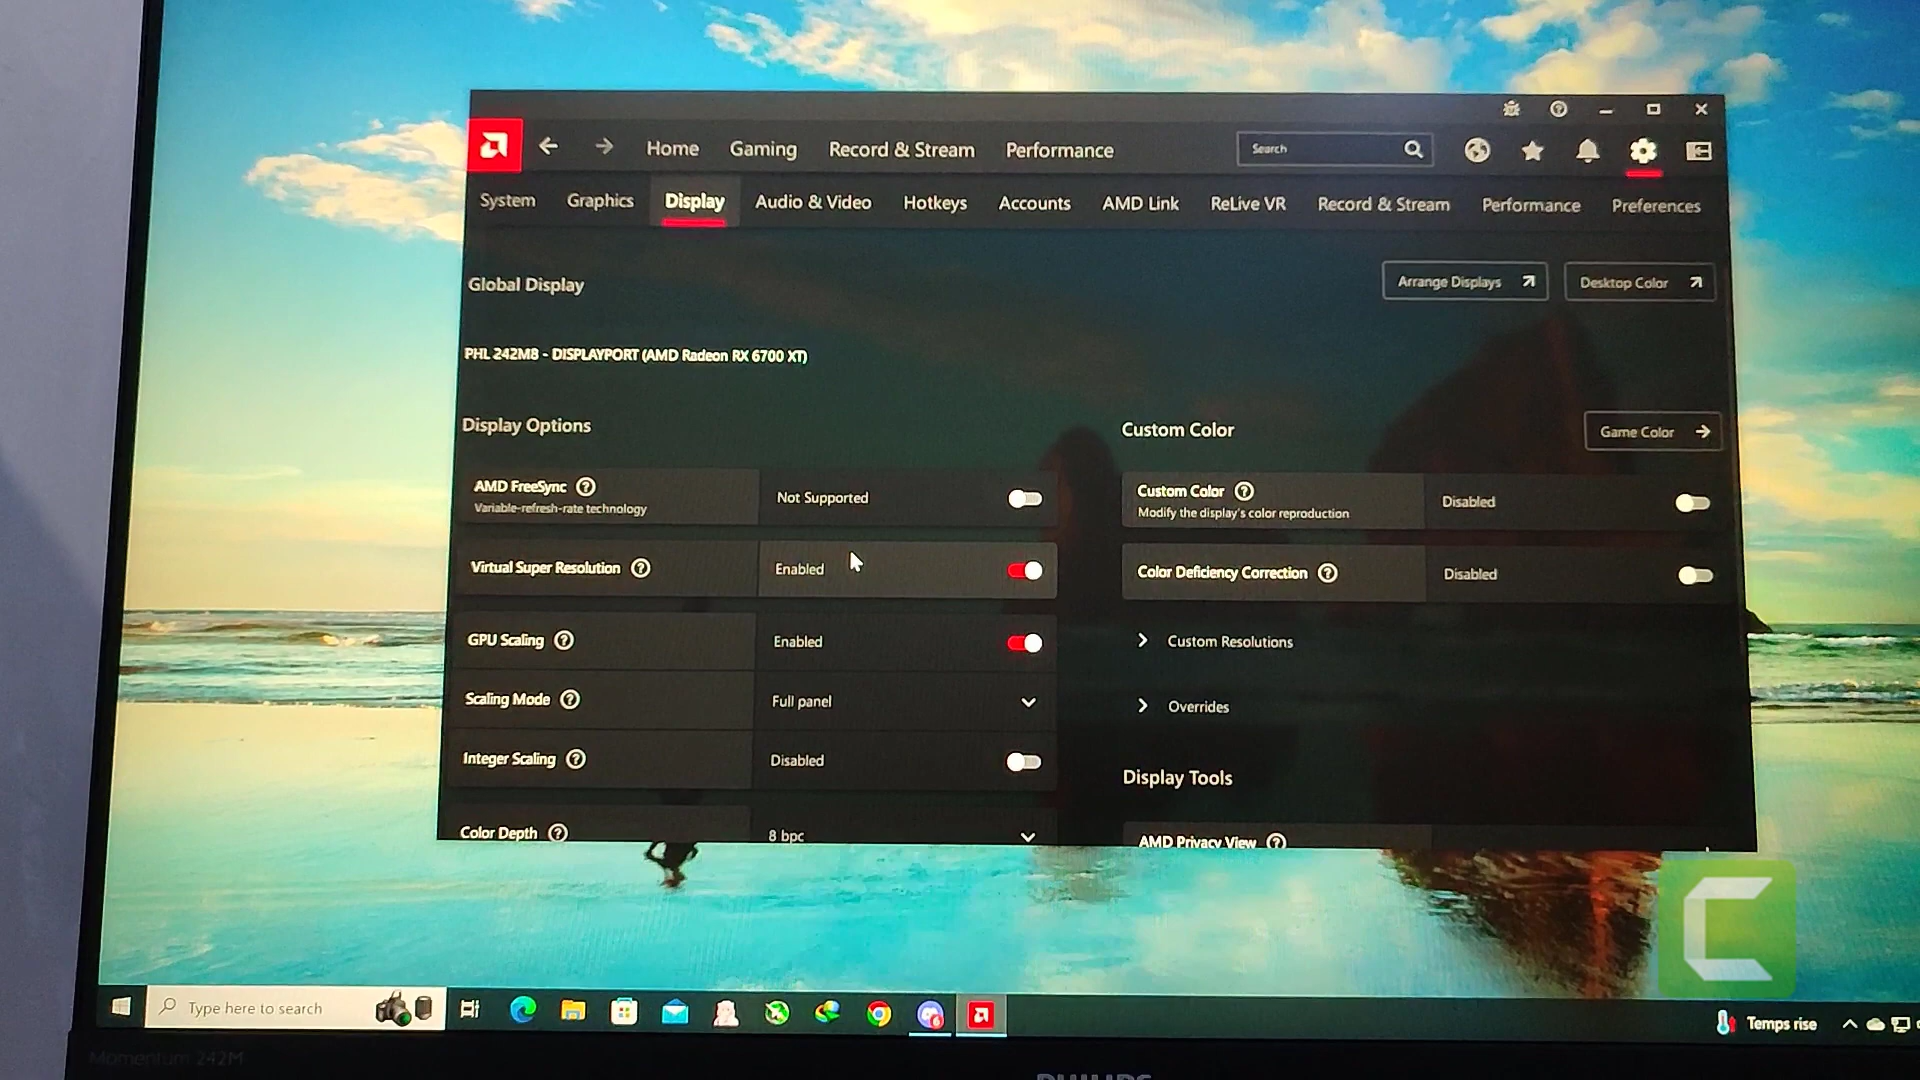 Home Gaming Record & Stream Performance Search
System Graphics Display Audio & Video Hotkeys Accounts AMD Link ReLive VR Record & Stream Performance Preferences
Global Display
Arrange Displays
Desktop Color
PHL 242M8 - DISPLAYPORT (AMD Radeon RX 6700 XT)
Display Options
AMD FreeSync
Variable-refresh-rate technology
Not Supported
Virtual Super Resolution
Enabled
GPU Scaling
Enabled
Scaling Mode
Full panel
Integer Scaling
Disabled
Color Depth
8 bpc
Custom Color
Game Color
Custom Color
Modify the display's color reproduction
Disabled
Color Deficiency Correction
Disabled
Custom Resolutions
Overrides
Display Tools
AMD Privacy View
Type here to search
Temps rise
Momentum 242M
PHILIPS